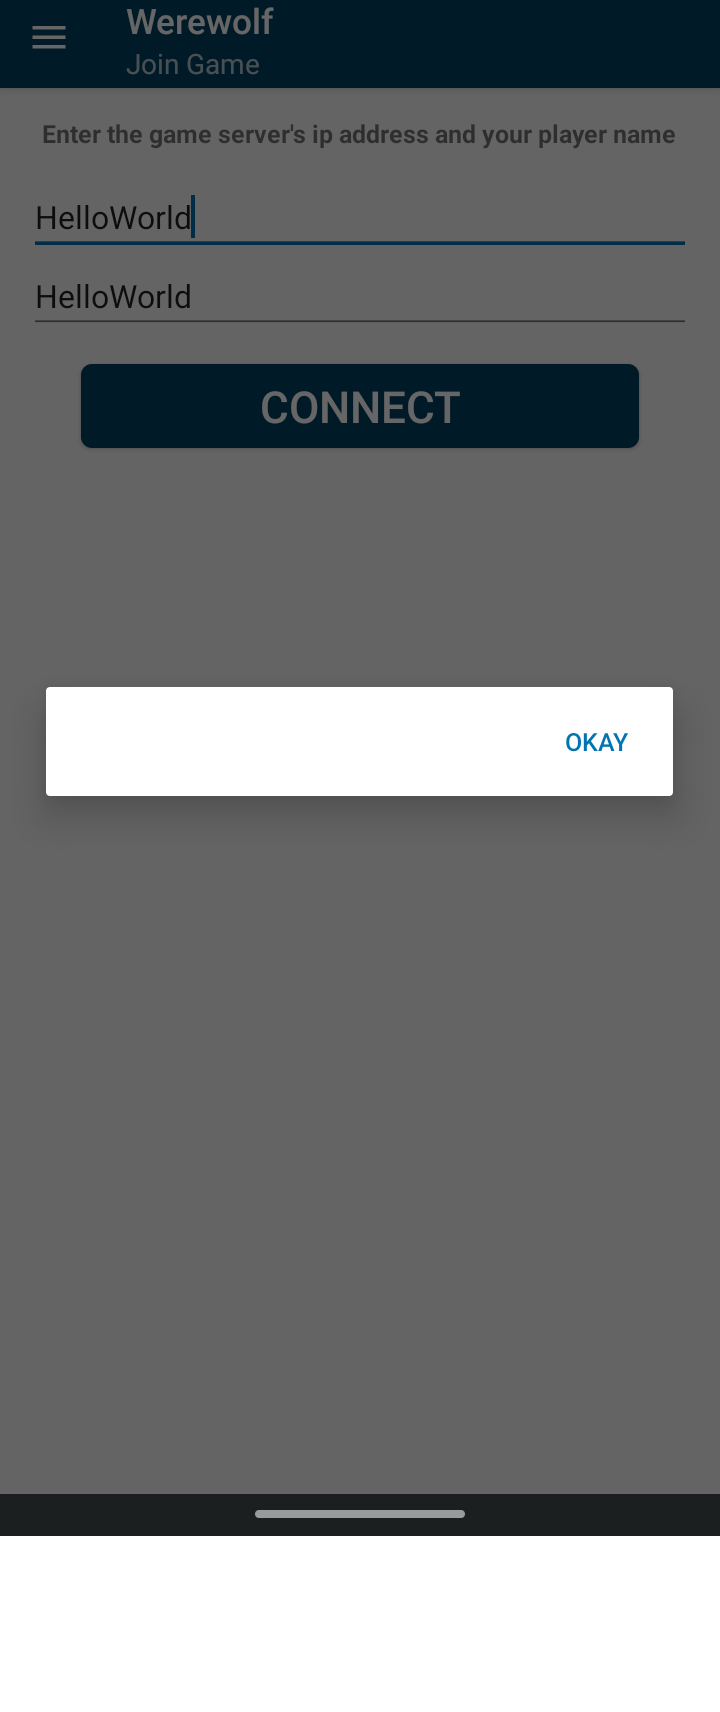 Werewolf
Join Game
Enter the game server's ip address and your player name
HelloWorld
HelloWorld
CONNECT
OKAY